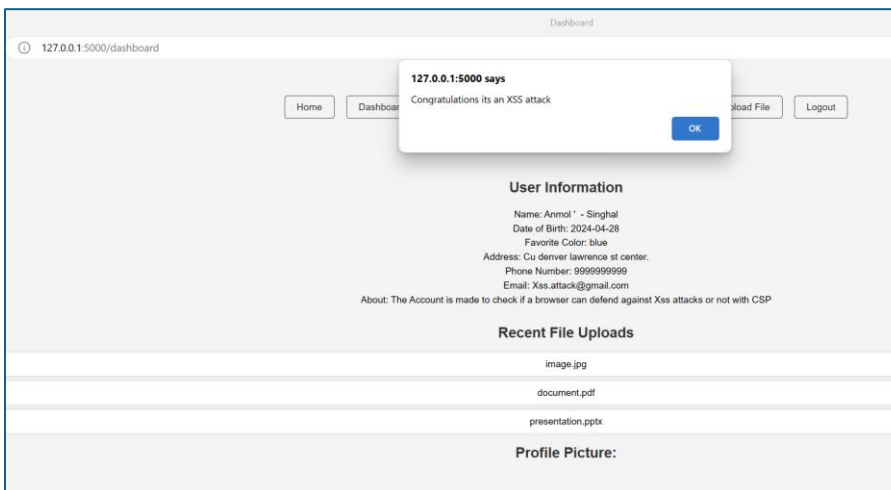 Dashboard
127.0.0.1:5000/dashboard
127.0.0.1:5000 says
Congratulations its an XSS attack
OK
Home Logout
User Information
Name: Anmol ' - Singhal
Date of Birth: 2024-04-28
Favorite Color: blue
Address: Cu denver lawrence st center.
Phone Number: 9999999999
Email: Xss.attack@gmail.com
About: The Account is made to check if a browser can defend against Xss attacks or not with CSP
Recent File Uploads
image.jpg
document.pdf
presentation.pptx
Profile Picture: